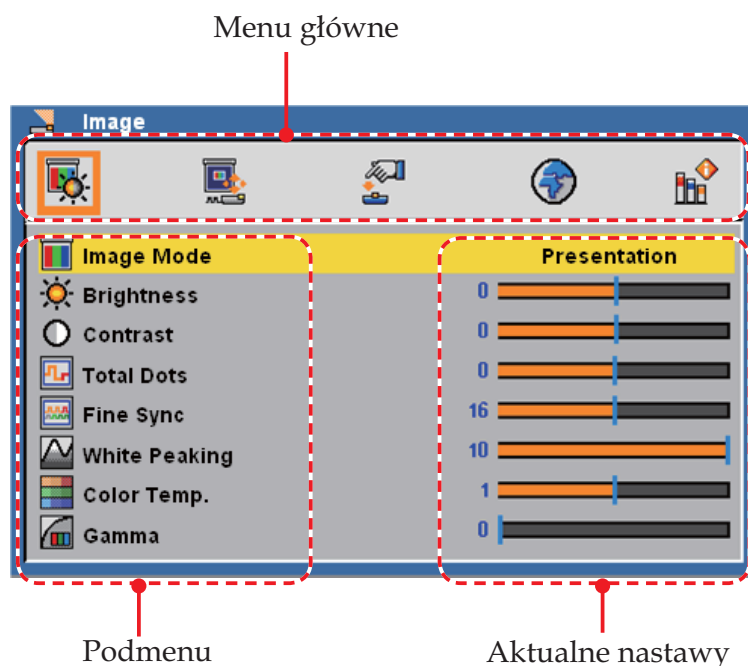 Menu główne
Image
Image Mode Presentation
Brightness 0
Contrast 0
Total Dots 0
Fine Sync 16
White Peaking 10
Color Temp. 1
Gamma 0
Podmenu Aktualne nastawy